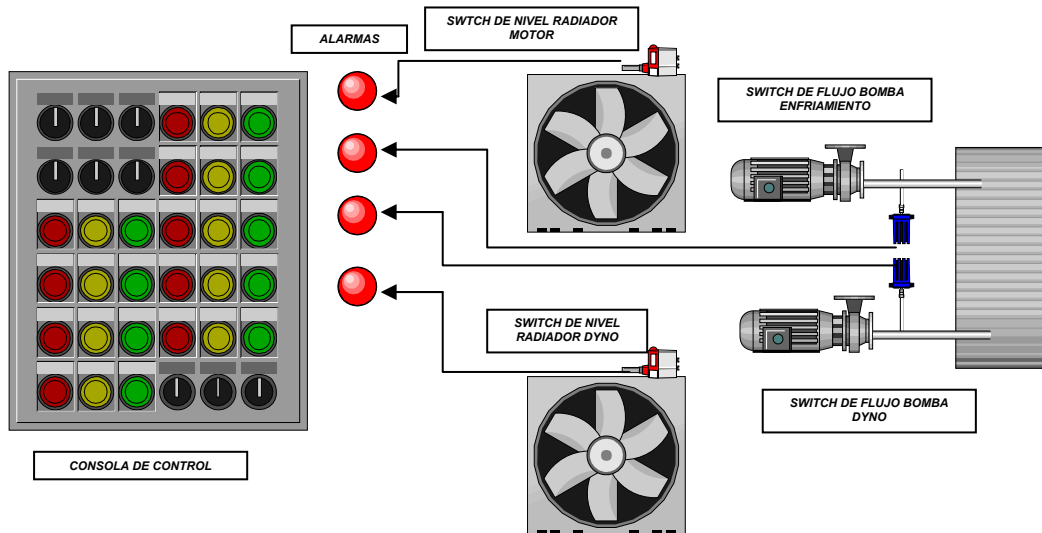 SWTCH DE NIVEL RADIADOR
MOTOR
ALARMAS
SWITCH DE FLUJO BOMBA
ENFRIAMIENTO
SWITCH DE NIVEL
RADIADOR DYNO
SWITCH DE FLUJO BOMBA
DYNO
CONSOLA DE CONTROL